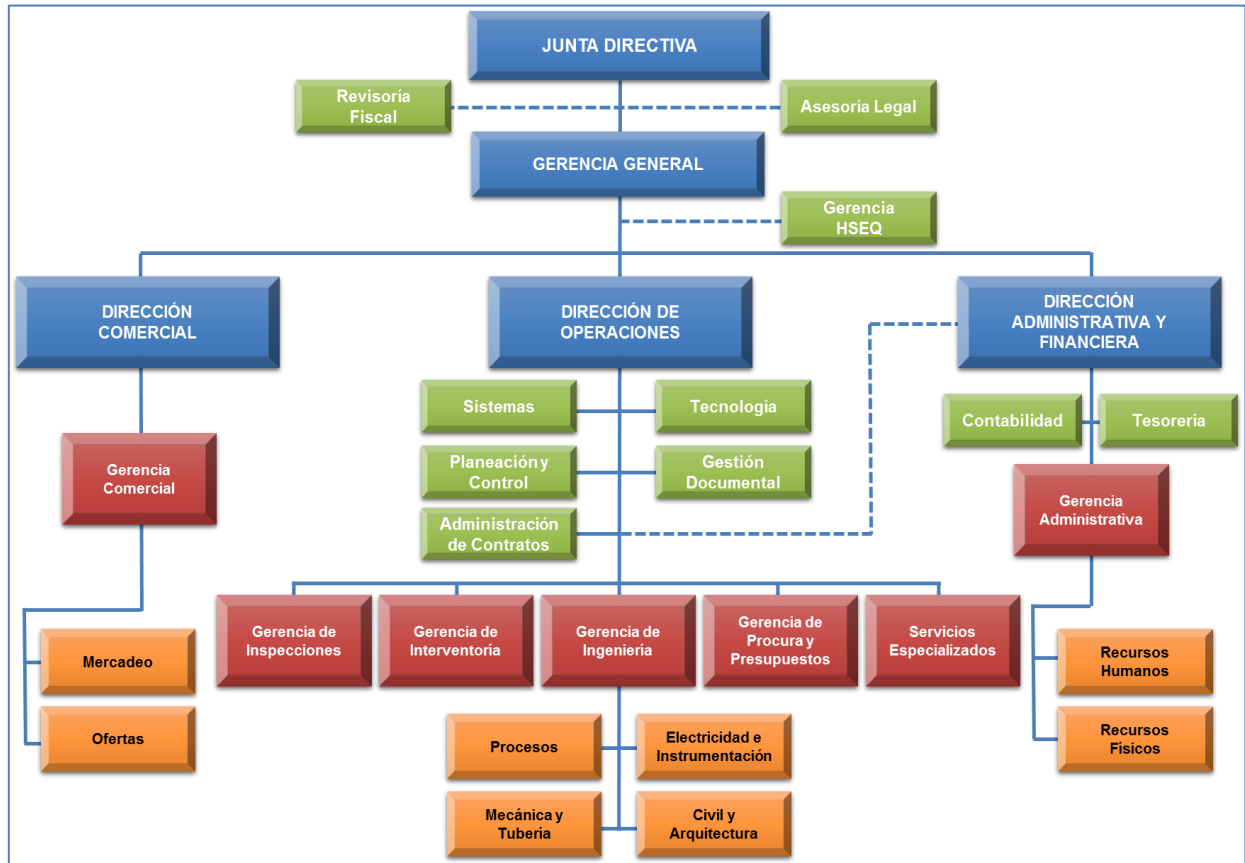 JUNTA DIRECTIVA
Revisoría
Fiscal
Asesoría Legal
GERENCIA GENERAL
Gerencia
HSEQ
DIRECCIÓN
COMERCIAL
DIRECCIÓN DE
OPERACIONES
DIRECCIÓN
ADMINISTRATIVA Y
FINANCIERA
Sistemas
Tecnología
Contabilidad
Tesorería
Gerencia
Comercial
Planeación y
Control
Gestión
Documental
Gerencia
Administrativa
Administración
de Contratos
Gerencia de
Inspecciones
Gerencia de
Interventoría
Gerencia de
Ingeniería
Gerencia de
Procura y
Presupuestos
Servicios
Especializados
Mercadeo
Recursos
Humanos
Ofertas
Recursos
Físicos
Procesos
Electricidad e
Instrumentación
Mecánica y
Tubería
Civil y
Arquitectura